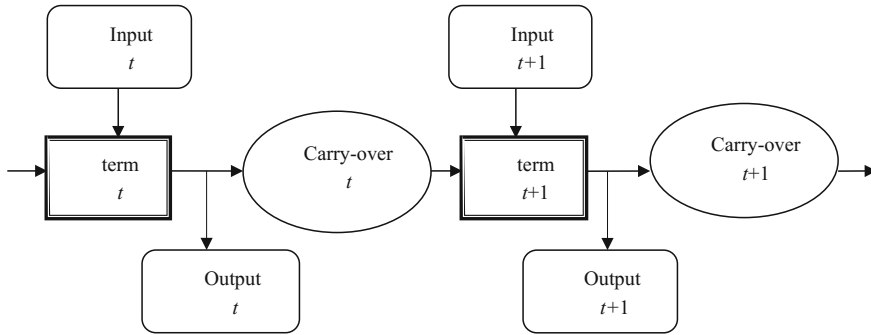 Input
t
Input
t+1
term
t
Carry-over
t
term
t+1
Carry-over
t+1
Output
t
Output
t+1